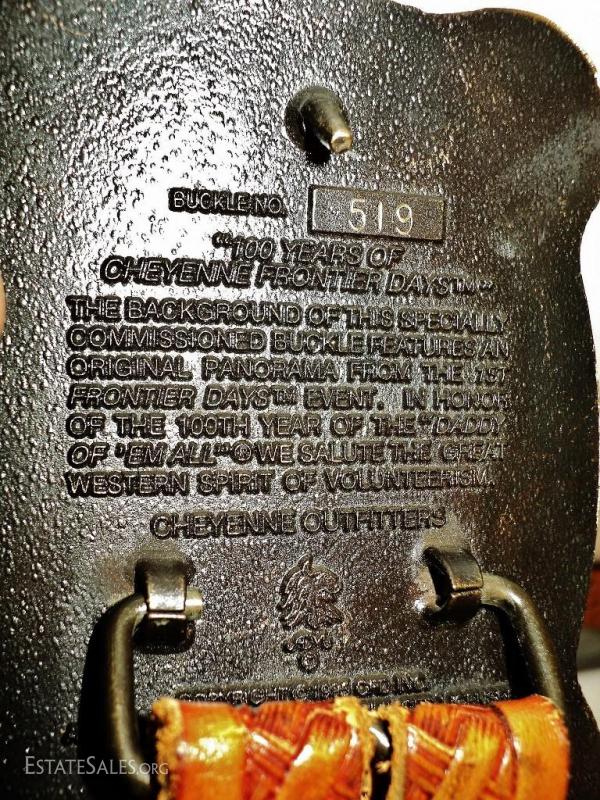 BUCKLE NO. 519
"100 YEARS OF
CHEYENNE FRONTIER DAYS™"
THE BACKGROUND OF THIS SPECIALLY
COMMISSIONED BUCKLE FEATURES AN
ORIGINAL PANORAMA FROM THE 1ST
FRONTIER DAYS™ EVENT. IN HONOR
OF THE 100TH YEAR OF THE "DADDY
OF 'EM ALL"® WE SALUTE THE GREAT
WESTERN SPIRIT OF VOLUNTEERISM.
CHEYENNE OUTFITTERS
COPYRIGHT © INC.
ESTATESALES.ORG